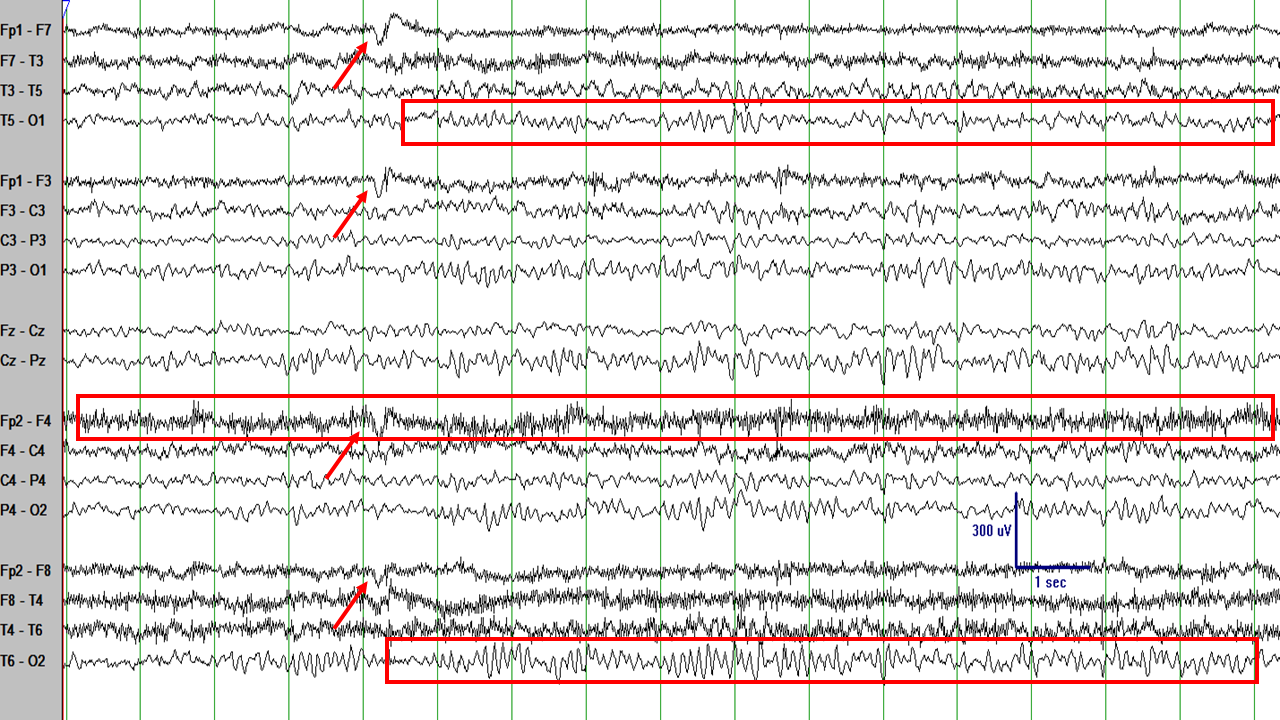 7
Fp1 - F7
F7 - T3
T3 - T5
T5 - O1
Fp1 - F3
F3 - C3
C3 - P3
P3 - O1
Fz - Cz
Cz - Pz
Fp2 - F4
F4 - C4
C4 - P4
P4 - O2
300 uV
Fp2 - F8
1 sec
F8 - T4
T4 - T6
T6 - O2